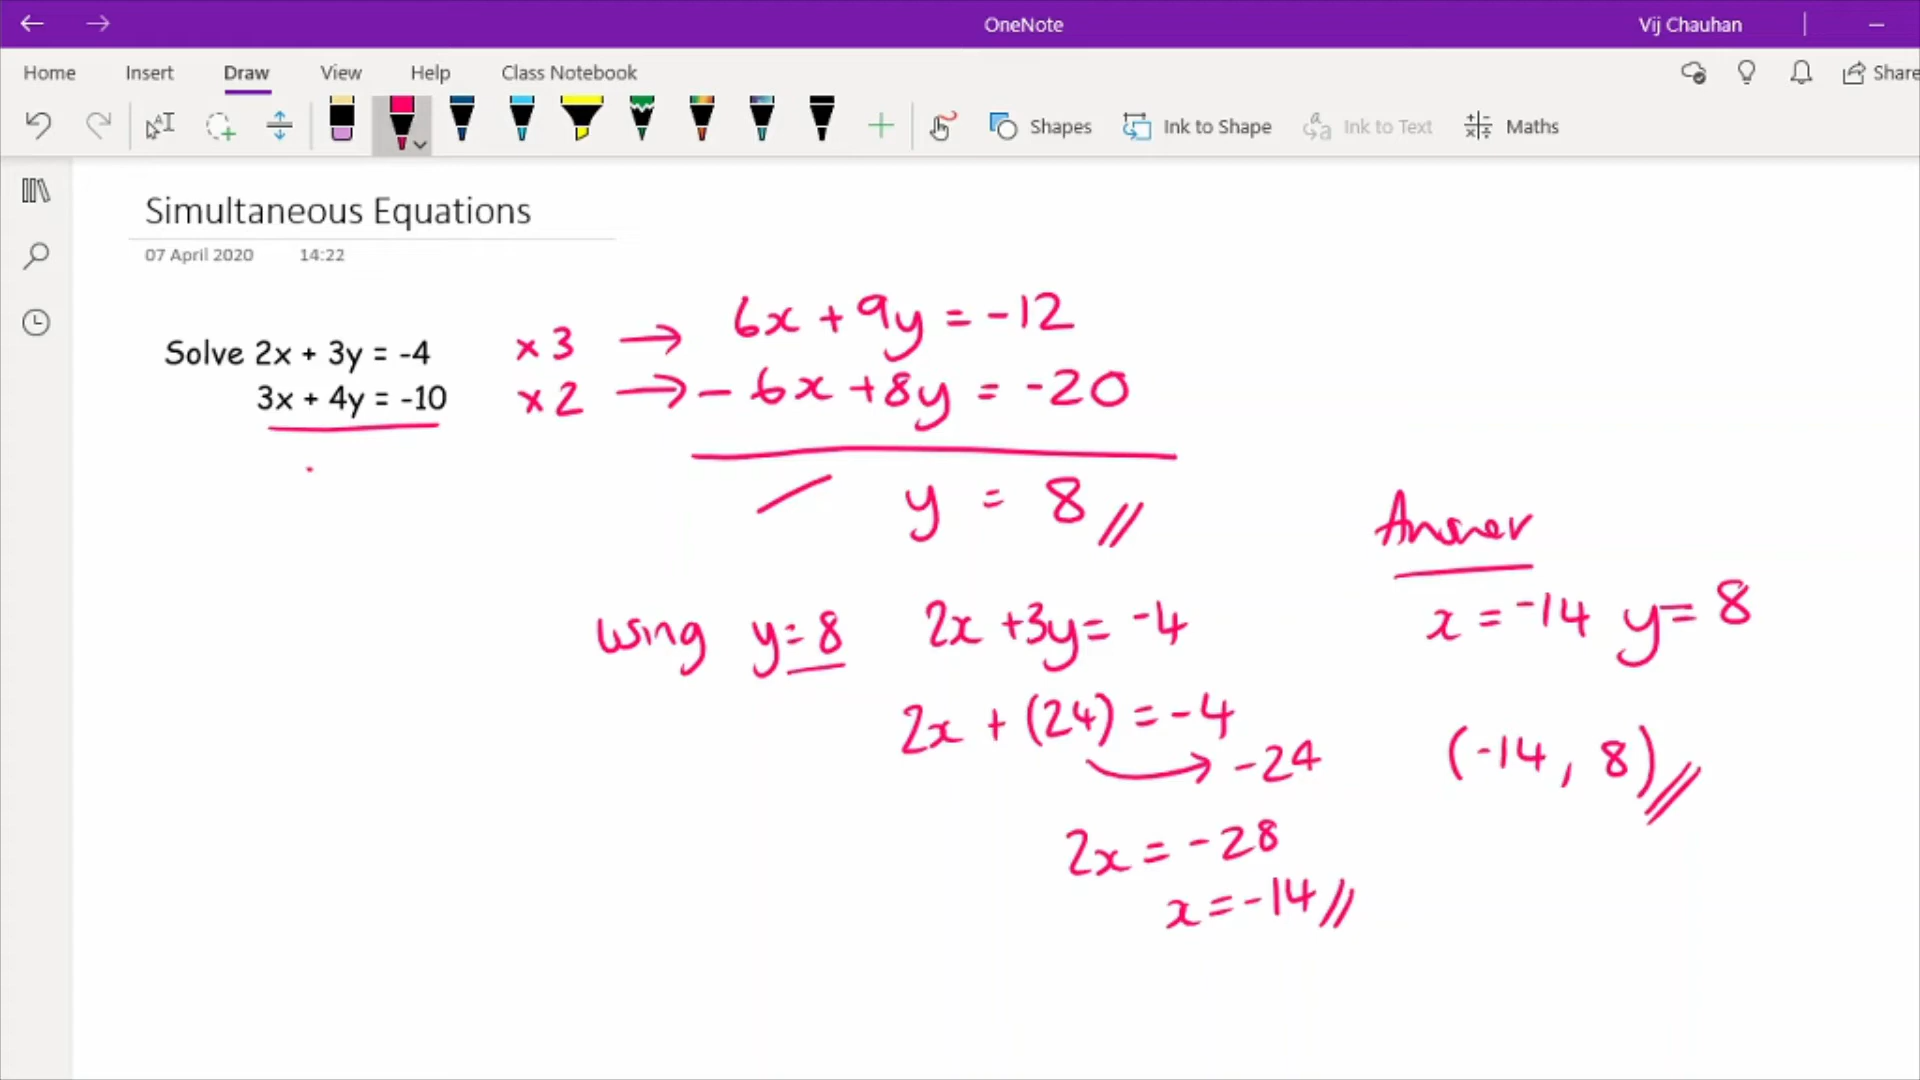 OneNote
Vij Chauhan
Home Insert Draw View Help Class Notebook
Share
Shapes Ink to Shape Ink to Text Maths
Simultaneous Equations
07 April 2020 14:22
Solve 2x + 3y = -4 ×3 → 6x + 9y = -12
3x + 4y = -10 ×2 → - 6x + 8y = -20
y = 8 //
Answer
using y = 8 2x + 3y = -4
x = -14 y = 8
2x + (24) = -4
-24
(-14, 8) //
2x = -28
x = -14 //